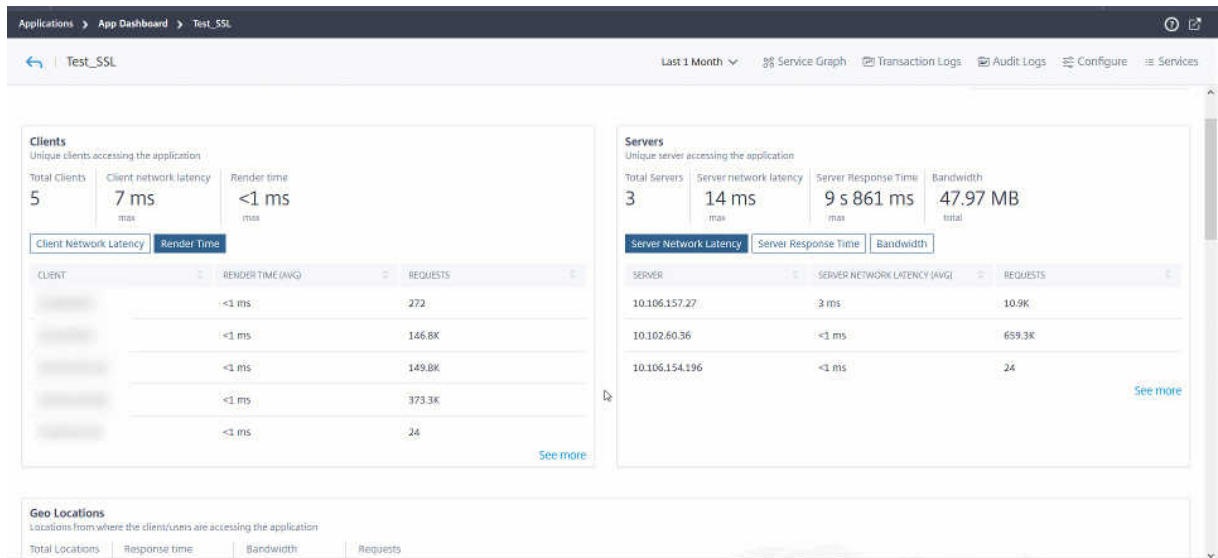 Applications > App Dashboard > Test_SSL
Test_SSL
Last 1 Month Service Graph Transaction Logs Audit Logs Configure Services
Clients
Unique clients accessing the application
Total Clients Client network latency Render time
5 7 ms <1 ms
max max
Client Network Latency Render Time
CLIENT RENDER TIME (AVG) REQUESTS
<1 ms 272
<1 ms 146.8K
<1 ms 149.8K
<1 ms 373.3K
<1 ms 24
See more
Servers
Unique server accessing the application
Total Servers Server network latency Server Response Time Bandwidth
3 14 ms 9 s 861 ms 47.97 MB
max max total
Server Network Latency Server Response Time Bandwidth
SERVER SERVER NETWORK LATENCY (AVG) REQUESTS
10.106.157.27 3 ms 10.9K
10.102.60.36 <1 ms 659.3K
10.106.154.196 <1 ms 24
See more
Geo Locations
Locations from where the client/users are accessing the application
Total Locations Response time Bandwidth Requests